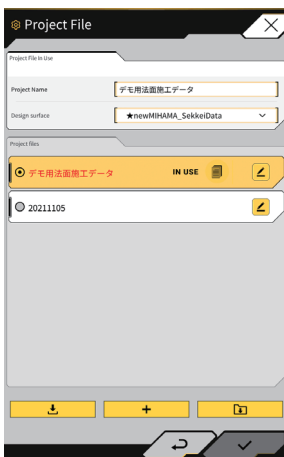 Project File
Project File In Use
Project Name デモ用法面施工データ
Design surface ★newMIHAMA_SekkeiData
Project files
デモ用法面施工データ IN USE
20211105